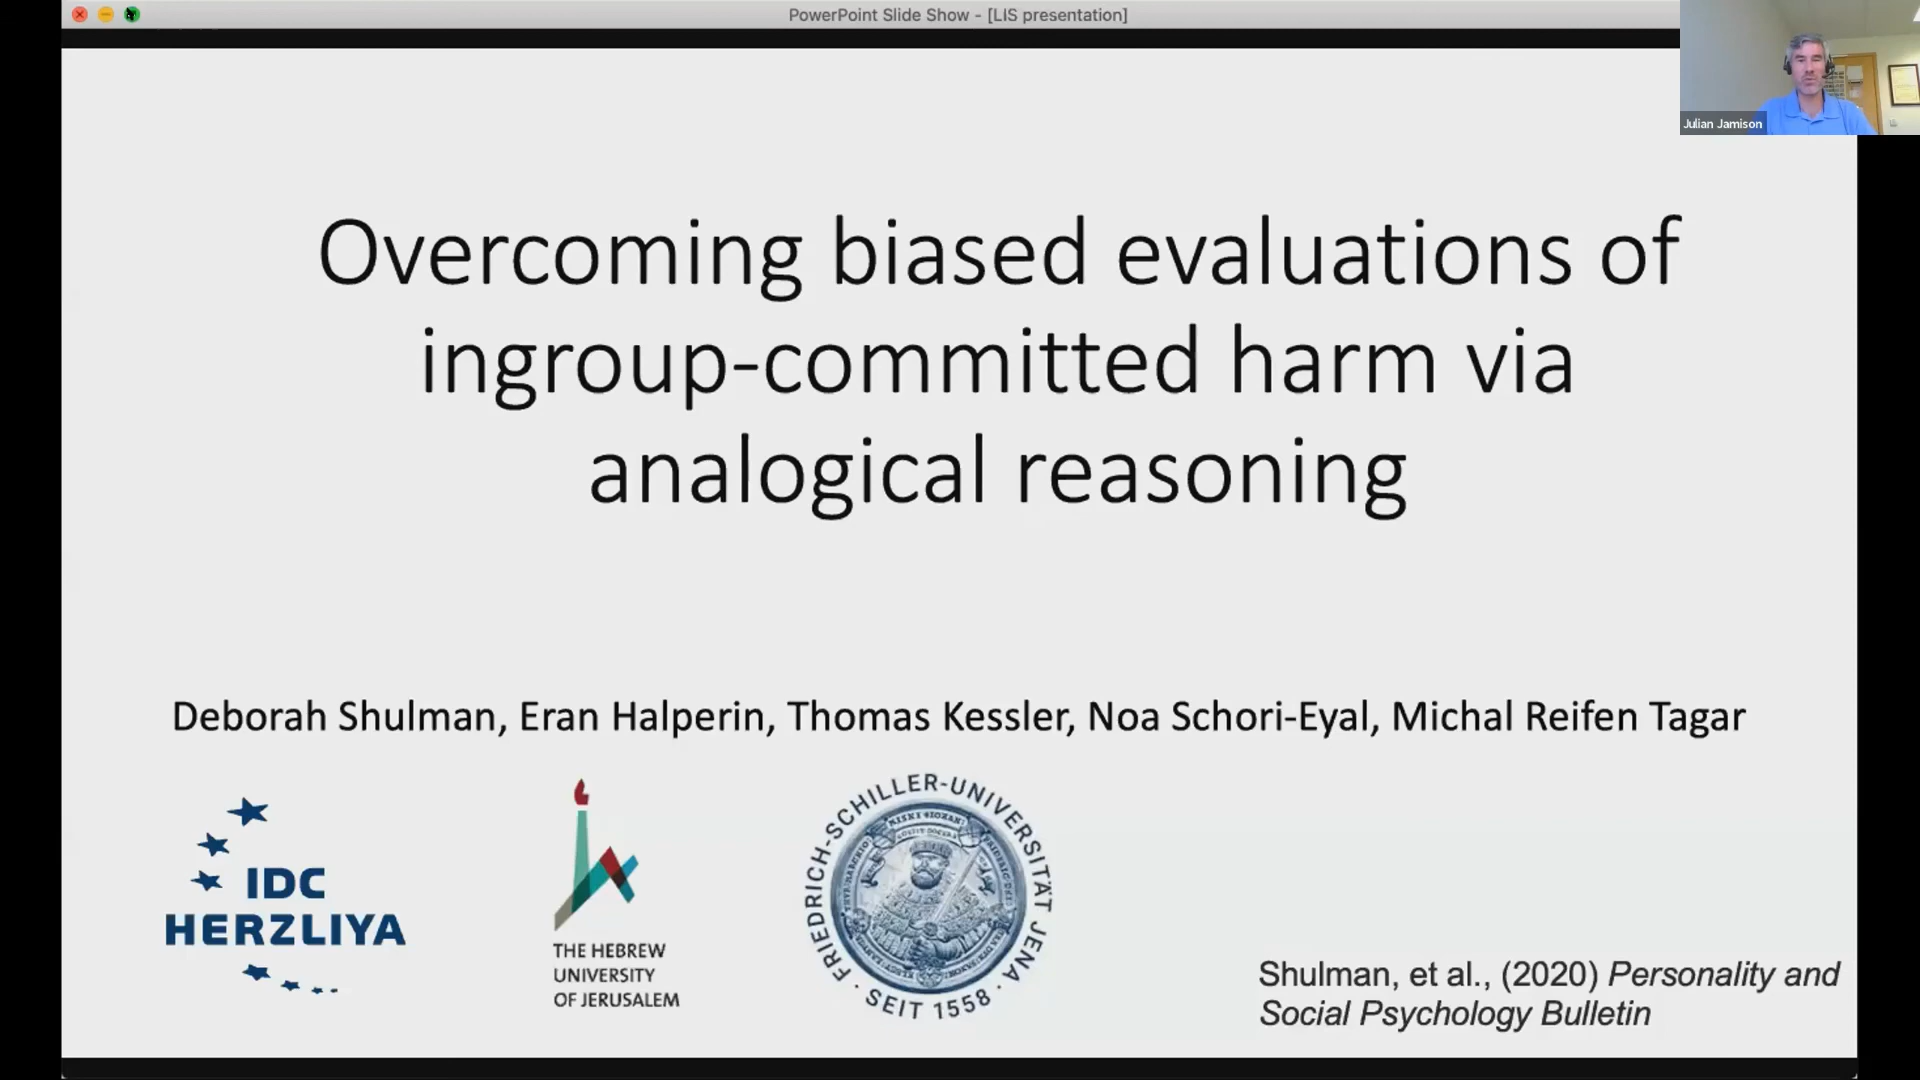 PowerPoint Slide Show - [LIS presentation]
Julian Jamison
Overcoming biased evaluations of
ingroup-committed harm via
analogical reasoning
Deborah Shulman, Eran Halperin, Thomas Kessler, Noa Schori-Eyal, Michal Reifen Tagar
IDC
HERZLIYA
THE HEBREW
UNIVERSITY
OF JERUSALEM
FRIEDRICH-SCHILLER-UNIVERSITÄT JENA
· SEIT 1558 ·
Shulman, et al., (2020) Personality and
Social Psychology Bulletin